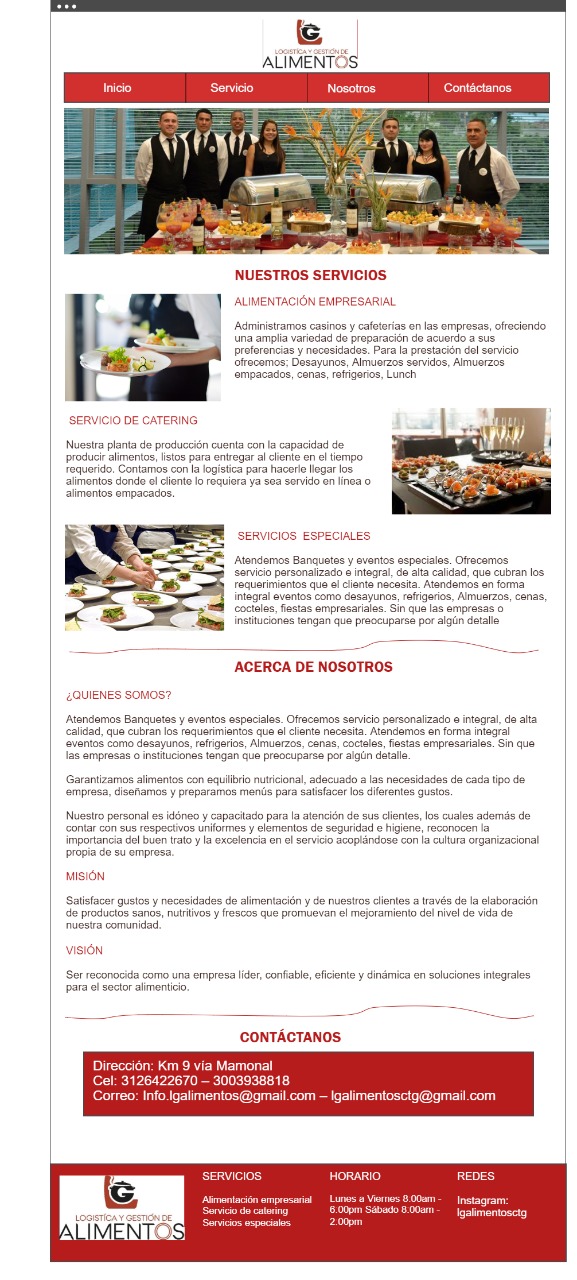 LOGISTÍCA Y GESTIÓN DE
ALIMENTOS
Inicio
Servicio
Nosotros
Contáctanos
NUESTROS SERVICIOS
ALIMENTACIÓN EMPRESARIAL
Administramos casinos y cafeterías en las empresas, ofreciendo
una amplia variedad de preparación de acuerdo a sus
preferencias y necesidades. Para la prestación del servicio
ofrecemos; Desayunos, Almuerzos servidos, Almuerzos
empacados, cenas, refrigerios, Lunch
SERVICIO DE CATERING
Nuestra planta de producción cuenta con la capacidad de
producir alimentos, listos para entregar al cliente en el tiempo
requerido. Contamos con la logística para hacerle llegar los
alimentos donde el cliente lo requiera ya sea servido en línea o
alimentos empacados.
SERVICIOS ESPECIALES
Atendemos Banquetes y eventos especiales. Ofrecemos
servicio personalizado e integral, de alta calidad, que cubran los
requerimientos que el cliente necesita. Atendemos en forma
integral eventos como desayunos, refrigerios, Almuerzos, cenas,
cocteles, fiestas empresariales. Sin que las empresas o
instituciones tengan que preocuparse por algún detalle
ACERCA DE NOSOTROS
¿QUIENES SOMOS?
Atendemos Banquetes y eventos especiales. Ofrecemos servicio personalizado e integral, de alta
calidad, que cubran los requerimientos que el cliente necesita. Atendemos en forma integral
eventos como desayunos, refrigerios, Almuerzos, cenas, cocteles, fiestas empresariales. Sin que
las empresas o instituciones tengan que preocuparse por algún detalle.
Garantizamos alimentos con equilibrio nutricional, adecuado a las necesidades de cada tipo de
empresa, diseñamos y preparamos menús para satisfacer los diferentes gustos.
Nuestro personal es idóneo y capacitado para la atención de sus clientes, los cuales además de
contar con sus respectivos uniformes y elementos de seguridad e higiene, reconocen la
importancia del buen trato y la excelencia en el servicio acoplándose con la cultura organizacional
propia de su empresa.
MISIÓN
Satisfacer gustos y necesidades de alimentación y de nuestros clientes a través de la elaboración
de productos sanos, nutritivos y frescos que promuevan el mejoramiento del nivel de vida de
nuestra comunidad.
VISIÓN
Ser reconocida como una empresa líder, confiable, eficiente y dinámica en soluciones integrales
para el sector alimenticio.
CONTÁCTANOS
Dirección: Km 9 vía Mamonal
Cel: 3126422670 – 3003938818
Correo: Info.lgalimentos@gmail.com – lgalimentosctg@gmail.com
LOGISTÍCA Y GESTIÓN DE
ALIMENTOS
SERVICIOS
Alimentación empresarial
Servicio de catering
Servicios especiales
HORARIO
Lunes a Viernes 8.00am -
6.00pm Sábado 8.00am -
2:00pm
REDES
Instagram:
lgalimentosctg